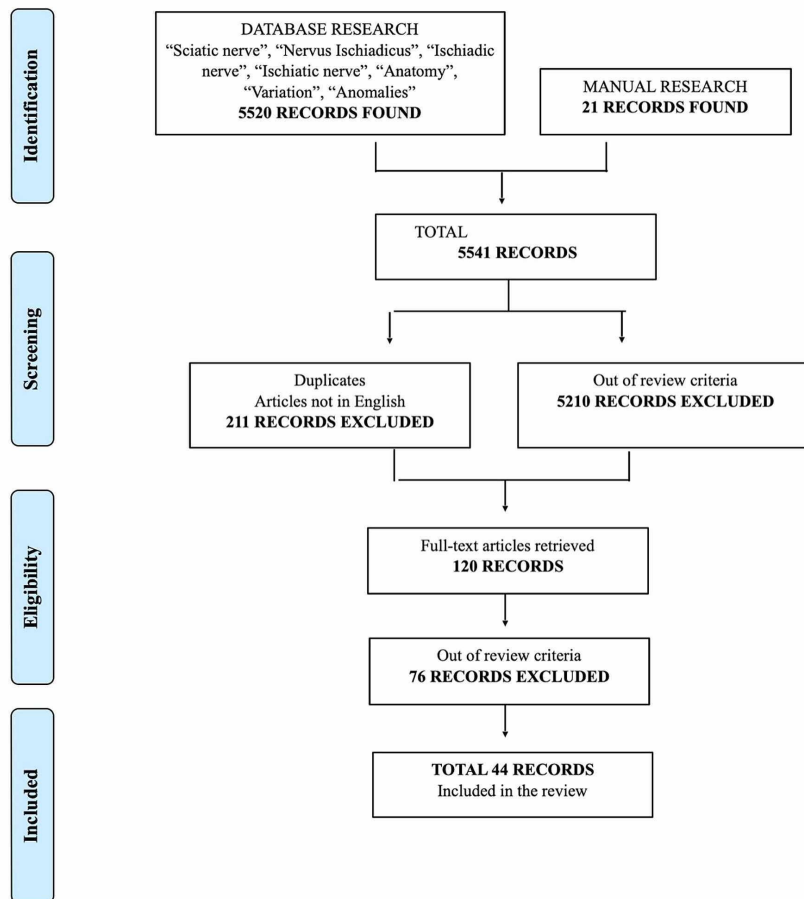 Identification
DATABASE RESEARCH
“Sciatic nerve”, “Nervus Ischiadicus”, “Ischiadic
nerve”, “Ischiatic nerve”, “Anatomy”,
“Variation”, “Anomalies”
5520 RECORDS FOUND
MANUAL RESEARCH
21 RECORDS FOUND
TOTAL
5541 RECORDS
Screening
Duplicates
Articles not in English
211 RECORDS EXCLUDED
Out of review criteria
5210 RECORDS EXCLUDED
Eligibility
Full-text articles retrieved
120 RECORDS
Out of review criteria
76 RECORDS EXCLUDED
Included
TOTAL 44 RECORDS
Included in the review